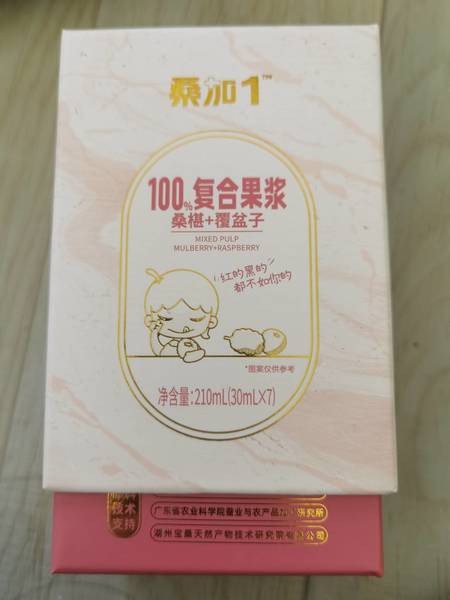 桑加1™
100%复合果浆
桑椹+覆盆子
MIXED PULP
MULBERRY+RASPBERRY
"红的黑的
都不如你的"
*图案仅供参考
净含量:210mL(30mL×7)
技术
支持
广东省农业科学院蚕业与农产品加工研究所
湖州宝桑天然产物技术研究院有限公司